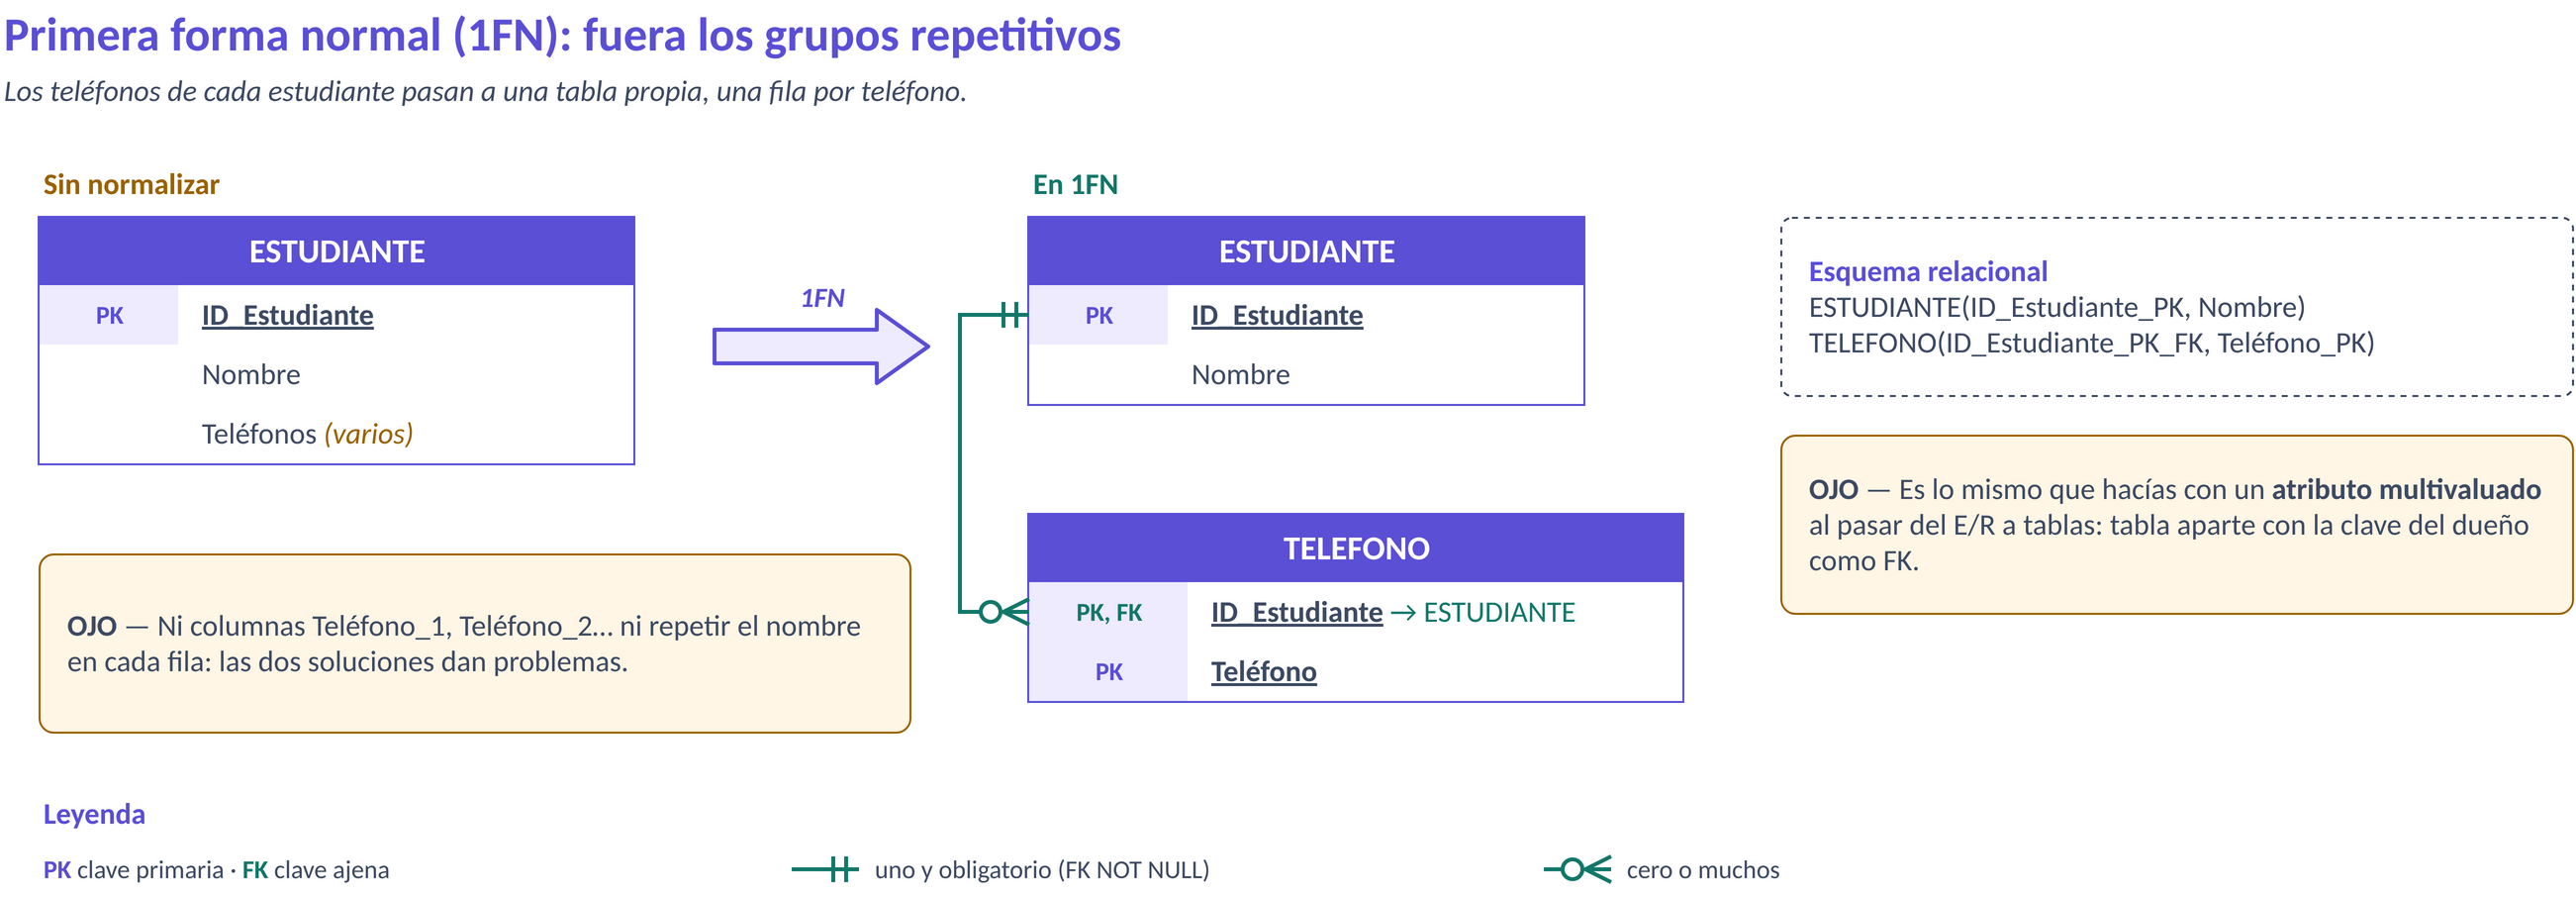 Primera forma normal (1FN): fuera los grupos repetitivos
Los teléfonos de cada estudiante pasan a una tabla propia, una fila por teléfono.
Sin normalizar
ESTUDIANTE
PK ID_Estudiante
Nombre
Teléfonos (varios)
1FN
En 1FN
ESTUDIANTE
PK ID_Estudiante
Nombre
TELEFONO
PK, FK ID_Estudiante → ESTUDIANTE
PK Teléfono
Esquema relacional
ESTUDIANTE(ID_Estudiante_PK, Nombre)
TELEFONO(ID_Estudiante_PK_FK, Teléfono_PK)
OJO — Es lo mismo que hacías con un atributo multivaluado
al pasar del E/R a tablas: tabla aparte con la clave del dueño
como FK.
OJO — Ni columnas Teléfono_1, Teléfono_2... ni repetir el nombre
en cada fila: las dos soluciones dan problemas.
Leyenda
PK clave primaria · FK clave ajena
uno y obligatorio (FK NOT NULL)
cero o muchos